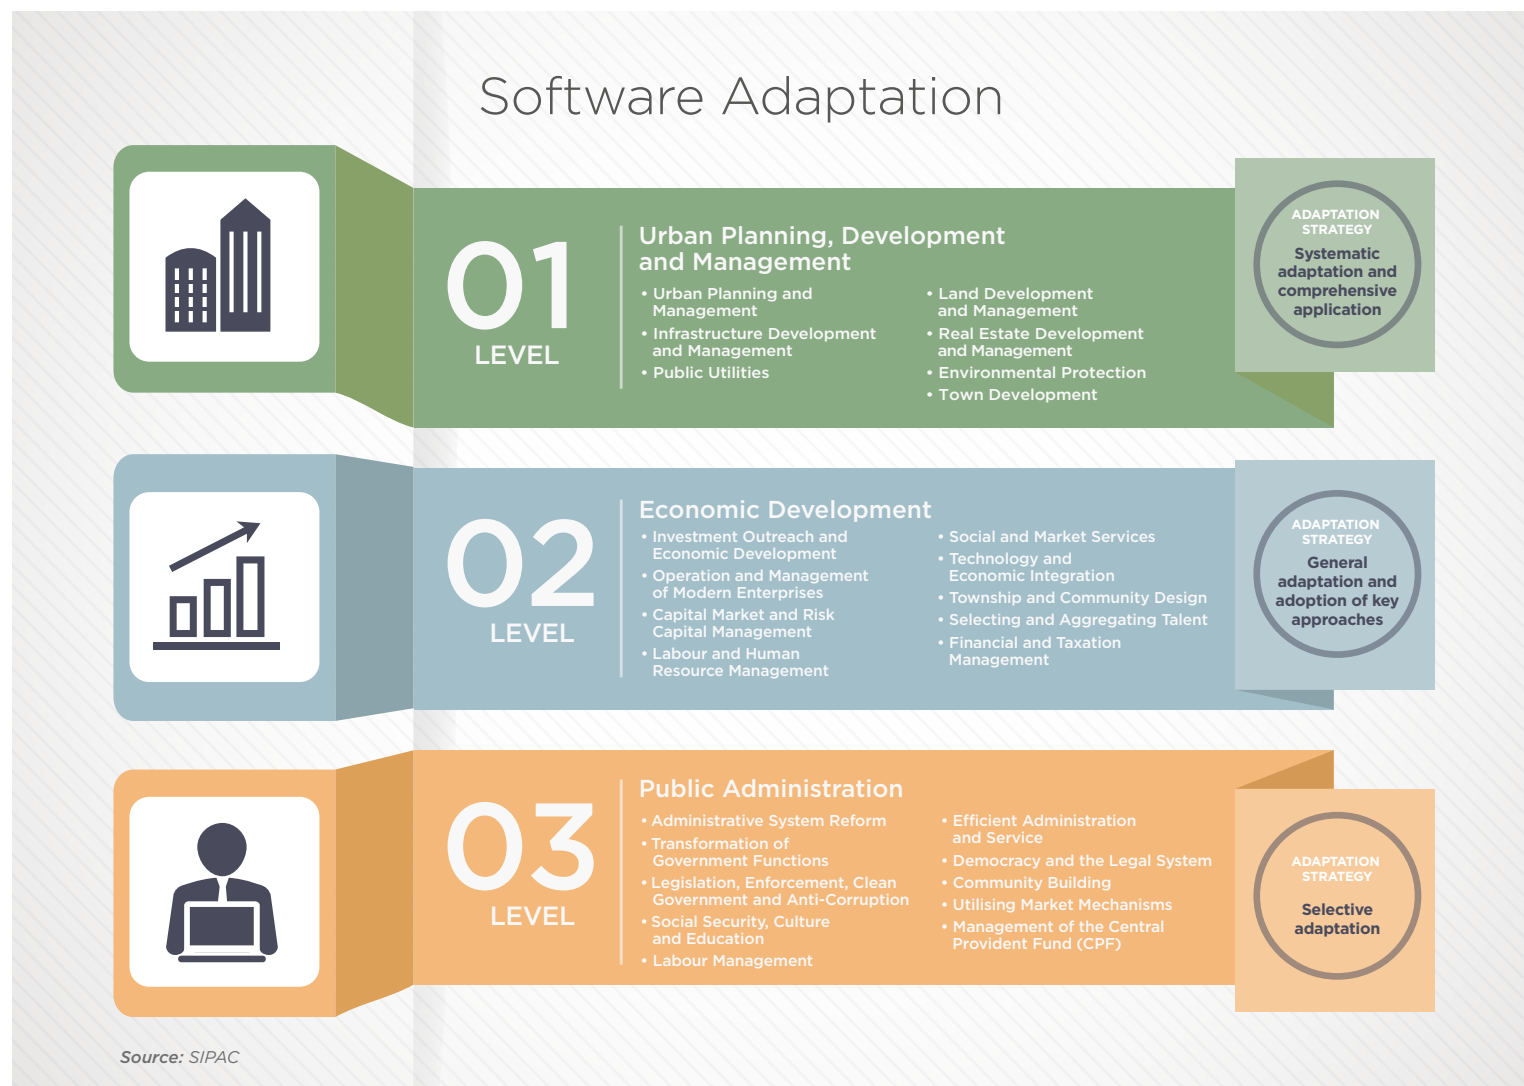 Software Adaptation
01
LEVEL
Urban Planning, Development
and Management
• Urban Planning and
Management
• Infrastructure Development
and Management
• Public Utilities
• Land Development
and Management
• Real Estate Development
and Management
• Environmental Protection
• Town Development
ADAPTATION
STRATEGY
Systematic
adaptation and
comprehensive
application
02
LEVEL
Economic Development
• Investment Outreach and
Economic Development
• Operation and Management
of Modern Enterprises
• Capital Market and Risk
Capital Management
• Labour and Human
Resource Management
• Social and Market Services
• Technology and
Economic Integration
• Township and Community Design
• Selecting and Aggregating Talent
• Financial and Taxation
Management
ADAPTATION
STRATEGY
General
adaptation and
adoption of key
approaches
03
LEVEL
Public Administration
• Administrative System Reform
• Transformation of
Government Functions
• Legislation, Enforcement, Clean
Government and Anti-Corruption
• Social Security, Culture
and Education
• Labour Management
• Efficient Administration
and Service
• Democracy and the Legal System
• Community Building
• Utilising Market Mechanisms
• Management of the Central
Provident Fund (CPF)
ADAPTATION
STRATEGY
Selective
adaptation
Source: SIPAC